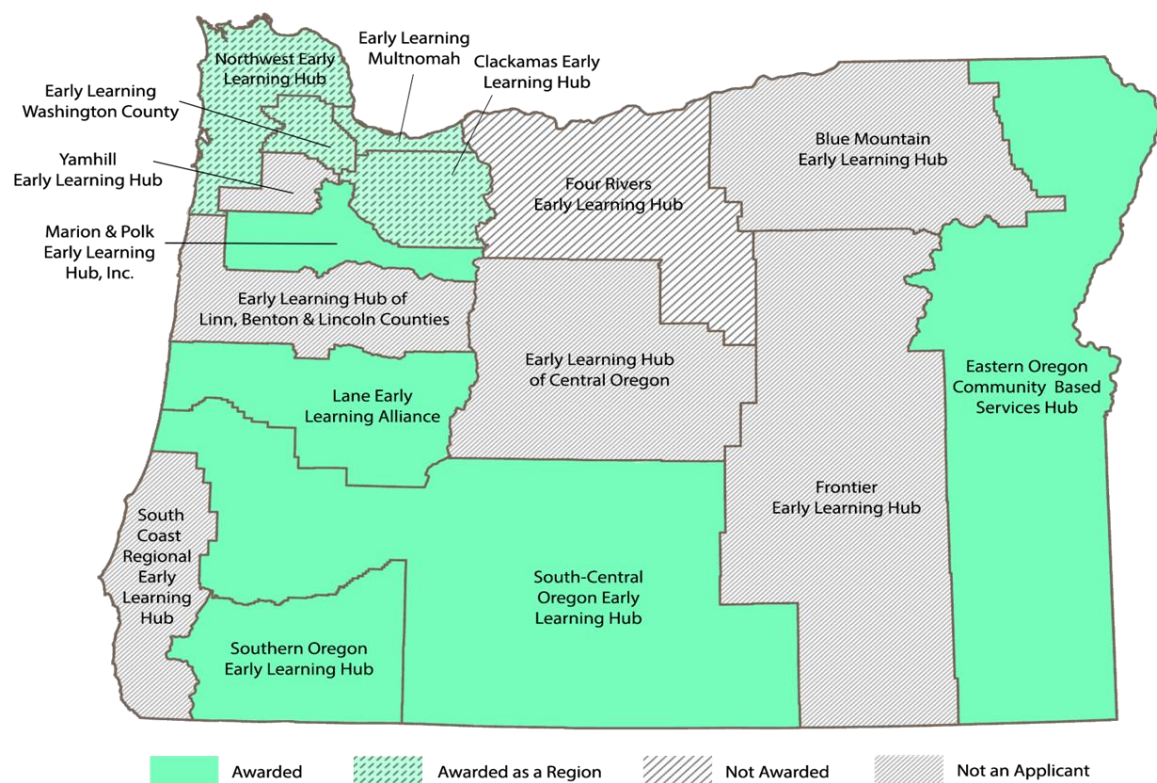 Early Learning
Multnomah
Northwest Early
Learning Hub
Clackamas Early
Learning Hub
Early Learning
Washington County
Yamhill
Early Learning Hub
Blue Mountain
Early Learning Hub
Four Rivers
Early Learning Hub
Marion & Polk
Early Learning
Hub, Inc.
Early Learning Hub of
Linn, Benton & Lincoln Counties
Early Learning Hub
of Central Oregon
Eastern Oregon
Community Based
Services Hub
Lane Early
Learning Alliance
Frontier
Early Learning Hub
South
Coast
Regional
Early
Learning
Hub
South-Central
Oregon Early
Learning Hub
Southern Oregon
Early Learning Hub
Awarded
Awarded as a Region
Not Awarded
Not an Applicant